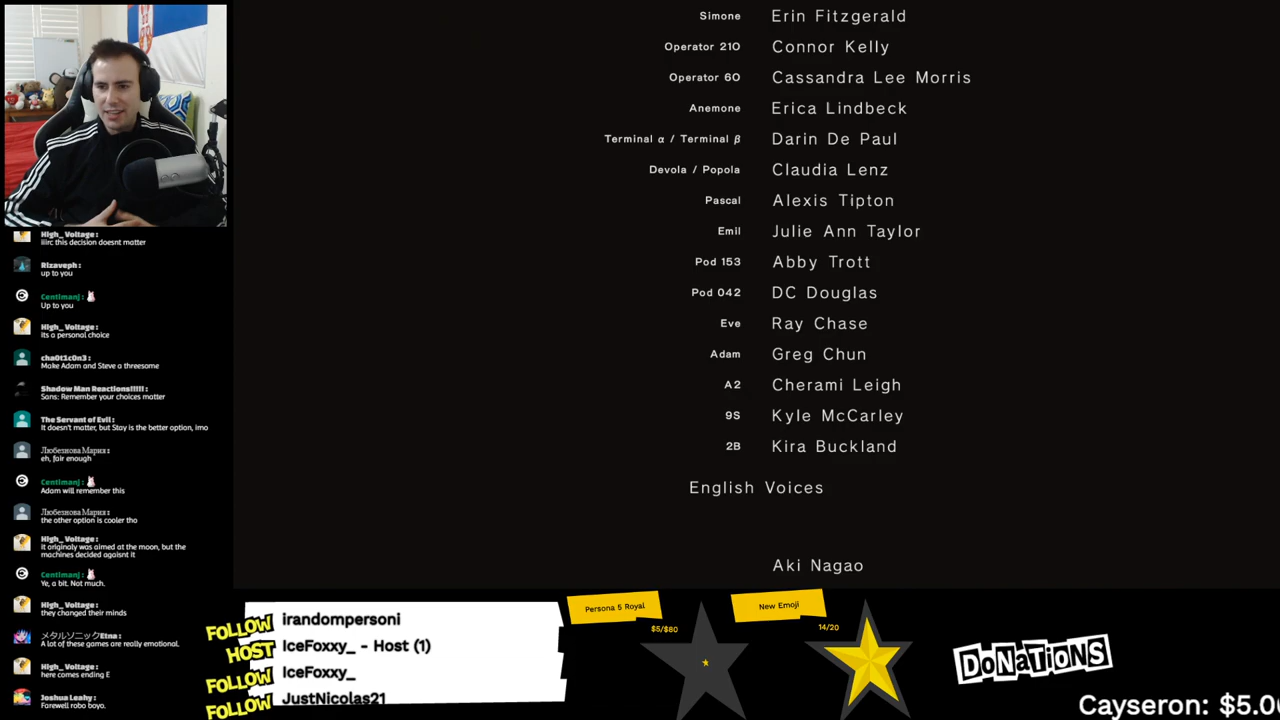 Simone Erin Fitzgerald
Operator 210 Connor Kelly
Operator 60 Cassandra Lee Morris
Anemone Erica Lindbeck
Terminal α / Terminal β Darin De Paul
Devola / Popola Claudia Lenz
Pascal Alexis Tipton
Emil Julie Ann Taylor
Pod 153 Abby Trott
Pod 042 DC Douglas
Eve Ray Chase
Adam Greg Chun
A2 Cherami Leigh
9S Kyle McCarley
2B Kira Buckland
English Voices
Aki Nagao
High_Voltage :
iiirc this decision doesnt matter
Rizaveph :
up to you
Centimanj :
Up to you
High_Voltage :
Its a personal choice
cha0t1c0n3 :
Make Adam and Steve a threesome
Shadow Man Reactions!!!!! :
Sans: Remember your choices matter
The Servant of Evil :
It doesn't matter, but Stay is the better option, imo
Любезнова Мария :
eh, fair enough
Centimanj :
Adam will remember this
Любезнова Мария :
the other option is cooler tho
High_Voltage :
It originaly was aimed at the moon, but the
machines decided agaisnt it
Centimanj :
Ye, a bit. Not much.
High_Voltage :
they changed their minds
メタルソニックEtna :
A lot of these games are really emotional.
High_Voltage :
here comes ending E
Joshua Leahy :
Farewell robo boyo.
FOLLOW irandompersoni
HOST IceFoxxy_ - Host (1)
FOLLOW IceFoxxy_
FOLLOW JustNicolas21
Persona 5 Royal
$5/$80
New Emoji
14/20
DONATIONS
Cayseron: $5.0